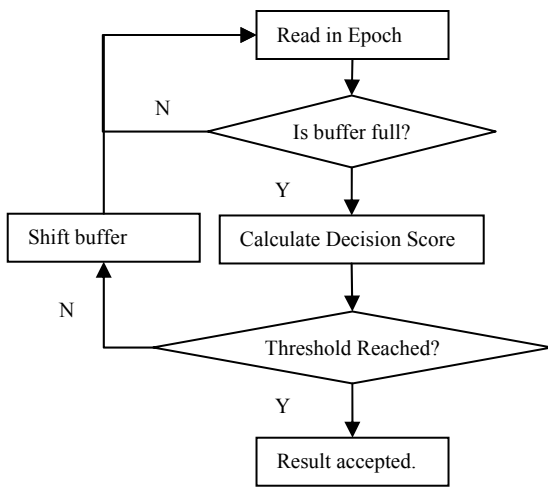 Read in Epoch
N
Is buffer full?
Y
Shift buffer
Calculate Decision Score
N
Threshold Reached?
Y
Result accepted.